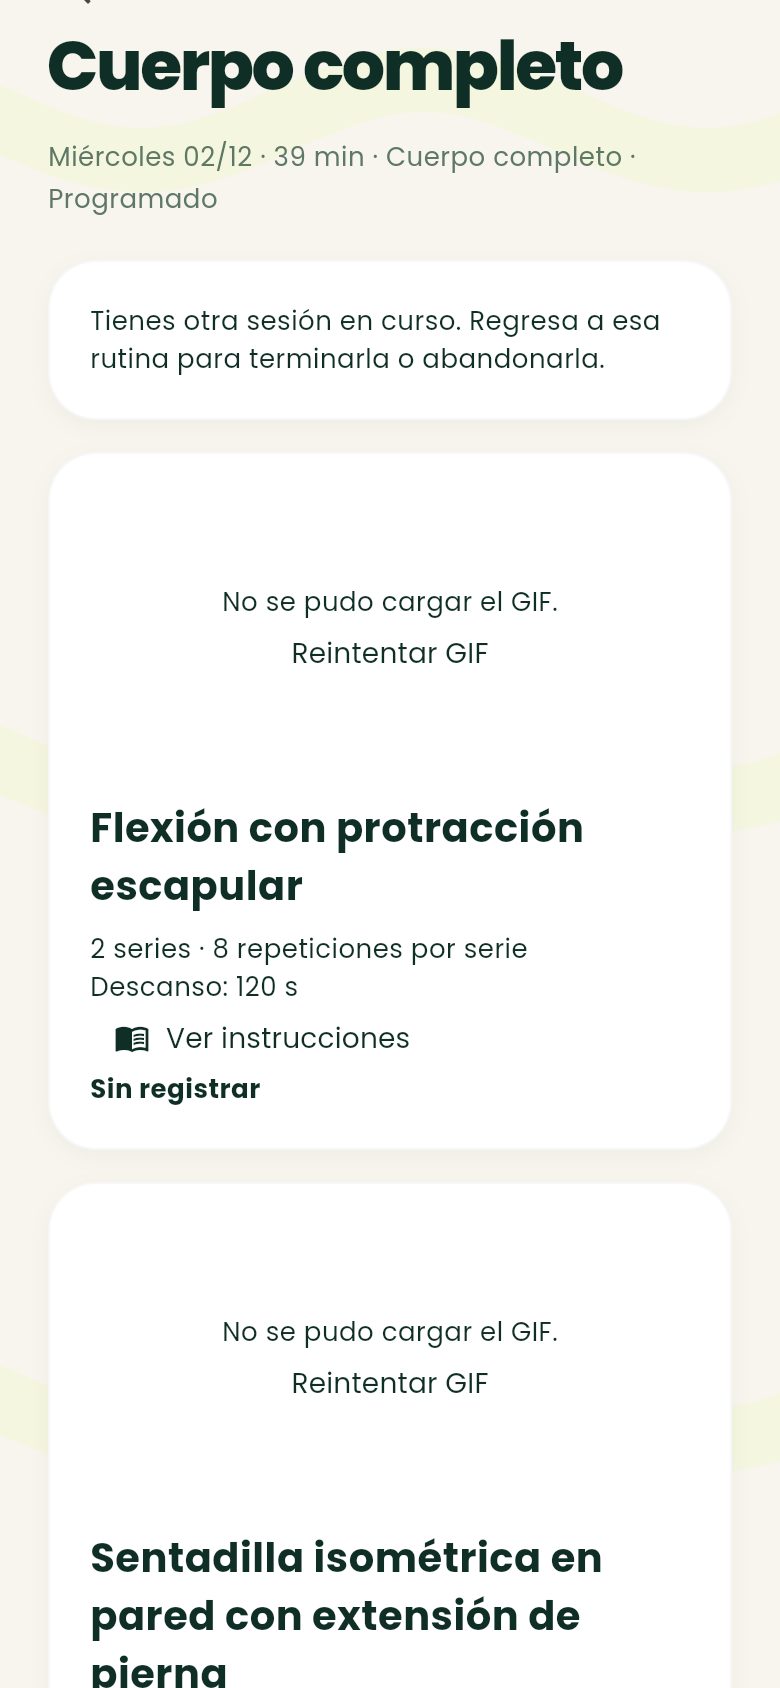 Cuerpo completo
Miércoles 02/12 · 39 min · Cuerpo completo ·
Programado
Tienes otra sesión en curso. Regresa a esa
rutina para terminarla o abandonarla.
No se pudo cargar el GIF.
Reintentar GIF
Flexión con protracción
escapular
2 series · 8 repeticiones por serie
Descanso: 120 s
Ver instrucciones
Sin registrar
No se pudo cargar el GIF.
Reintentar GIF
Sentadilla isométrica en
pared con extensión de
pierna